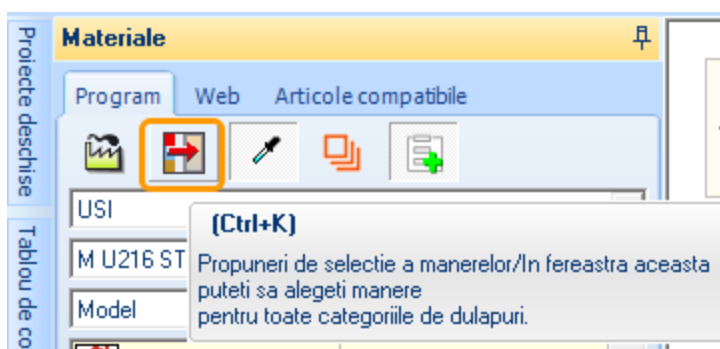 Proiecte deschise
Tablou de co
Materiale
Program Web Articole compatibile
USI
(Ctrl+K)
M U216 ST
Propuneri de selectie a manerelor/In fereastra aceasta
puteti sa alegeti manere
Model
pentru toate categoriile de dulapuri.